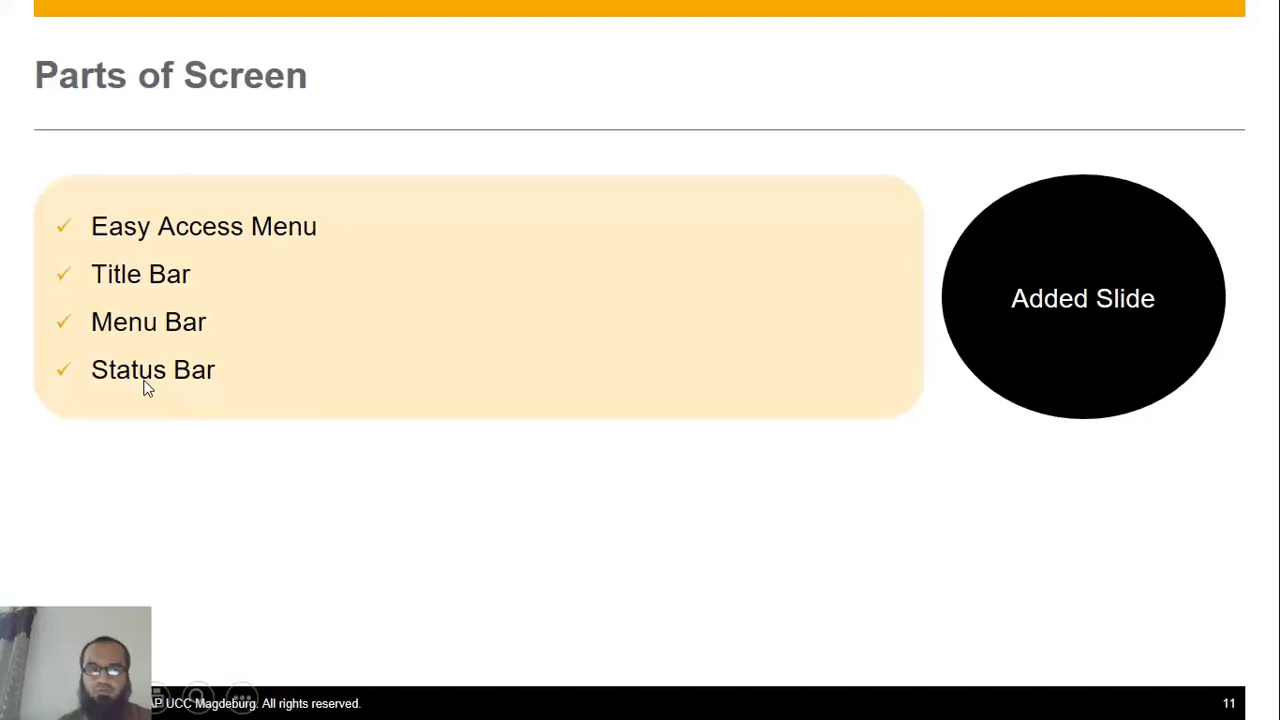 Parts of Screen
Easy Access Menu
Title Bar
Menu Bar
Status Bar
Added Slide
UCC Magdeburg. All rights reserved.
11